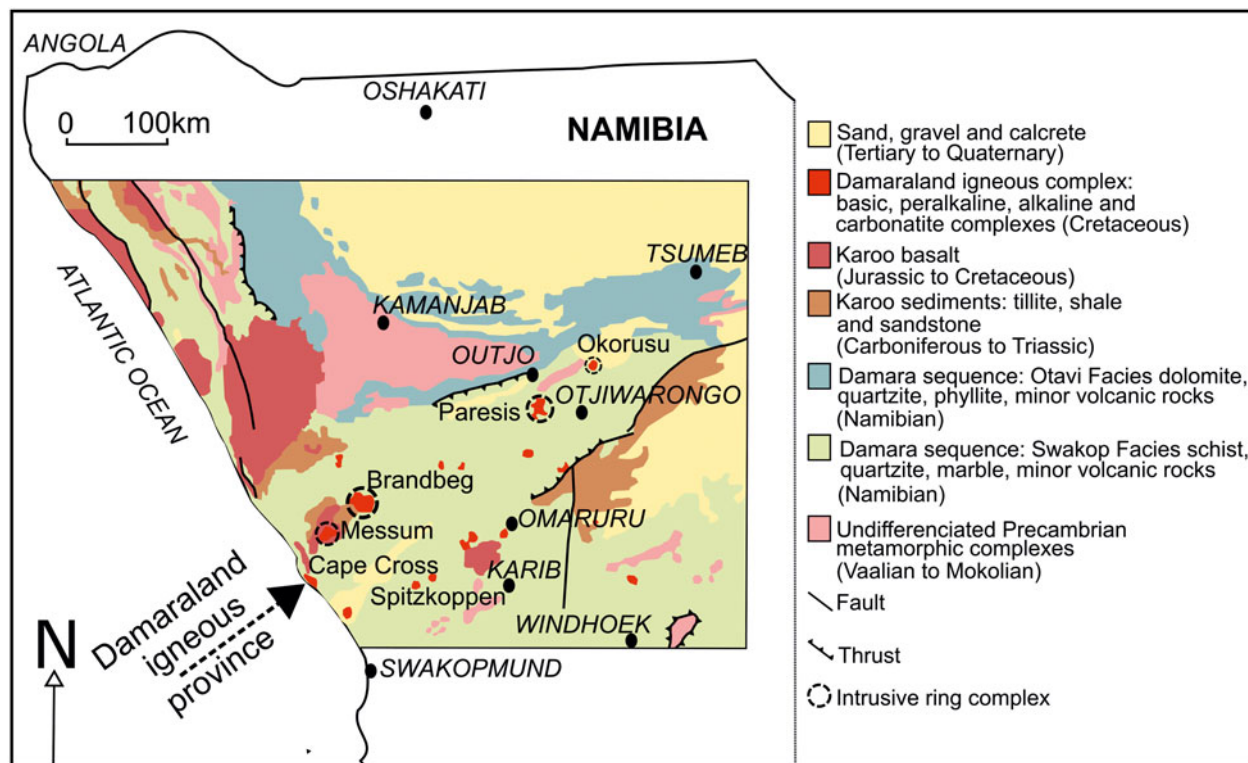 ANGOLA
OSHAKATI
0 100km
NAMIBIA
TSUMEB
ATLANTIC OCEAN
KAMANJAB
OUTJO
Okorusu
OTJIWARONGO
Paresis
Brandbeg
Messum
OMARURU
Cape Cross
KARIB
Spitzkoppen
WINDHOEK
Damaraland
igneous
province
N
SWAKOPMUND
Sand, gravel and calcrete
(Tertiary to Quaternary)
Damaraland igneous complex:
basic, peralkaline, alkaline and
carbonatite complexes (Cretaceous)
Karoo basalt
(Jurassic to Cretaceous)
Karoo sediments: tillite, shale
and sandstone
(Carboniferous to Triassic)
Damara sequence: Otavi Facies dolomite,
quartzite, phyllite, minor volcanic rocks
(Namibian)
Damara sequence: Swakop Facies schist,
quartzite, marble, minor volcanic rocks
(Namibian)
Undifferenciated Precambrian
metamorphic complexes
(Vaalian to Mokolian)
Fault
Thrust
Intrusive ring complex